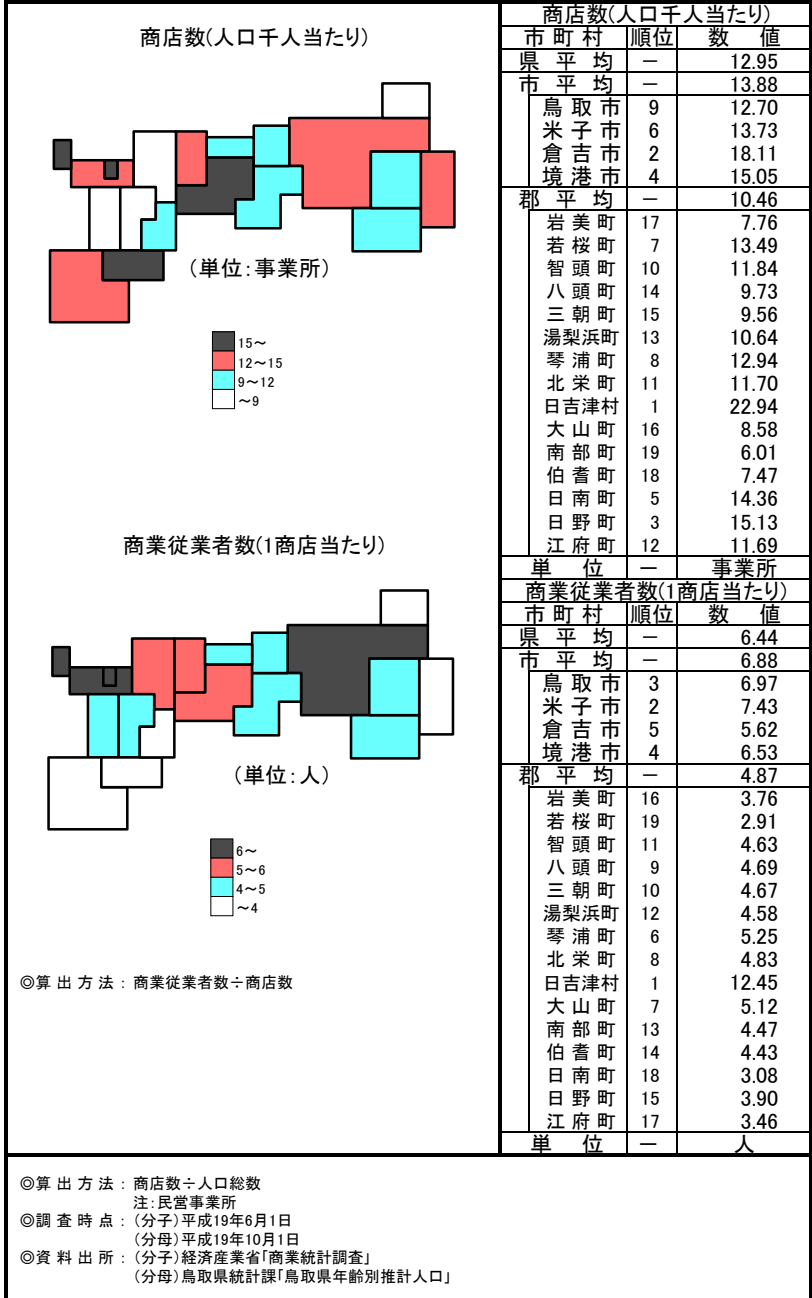 商店数(人口千人当たり)
(単位:事業所)
15～
12～15
9～12
～9
商業従業者数(1商店当たり)
(単位:人)
6～
5～6
4～5
～4
◎算出方法:商業従業者数÷商店数
商店数(人口千人当たり)
市町村 順位 数値
県平均 － 12.95
市平均 － 13.88
鳥取市 9 12.70
米子市 6 13.73
倉吉市 2 18.11
境港市 4 15.05
郡平均 － 10.46
岩美町 17 7.76
若桜町 7 13.49
智頭町 10 11.84
八頭町 14 9.73
三朝町 15 9.56
湯梨浜町 13 10.64
琴浦町 8 12.94
北栄町 11 11.70
日吉津村 1 22.94
大山町 16 8.58
南部町 19 6.01
伯耆町 18 7.47
日南町 5 14.36
日野町 3 15.13
江府町 12 11.69
単位 － 事業所
商業従業者数(1商店当たり)
市町村 順位 数値
県平均 － 6.44
市平均 － 6.88
鳥取市 3 6.97
米子市 2 7.43
倉吉市 5 5.62
境港市 4 6.53
郡平均 － 4.87
岩美町 16 3.76
若桜町 19 2.91
智頭町 11 4.63
八頭町 9 4.69
三朝町 10 4.67
湯梨浜町 12 4.58
琴浦町 6 5.25
北栄町 8 4.83
日吉津村 1 12.45
大山町 7 5.12
南部町 13 4.47
伯耆町 14 4.43
日南町 18 3.08
日野町 15 3.90
江府町 17 3.46
単位 － 人
◎算出方法:商店数÷人口総数
注:民営事業所
◎調査時点:(分子)平成19年6月1日
(分母)平成19年10月1日
◎資料出所:(分子)経済産業省「商業統計調査」
(分母)鳥取県統計課「鳥取県年齢別推計人口」